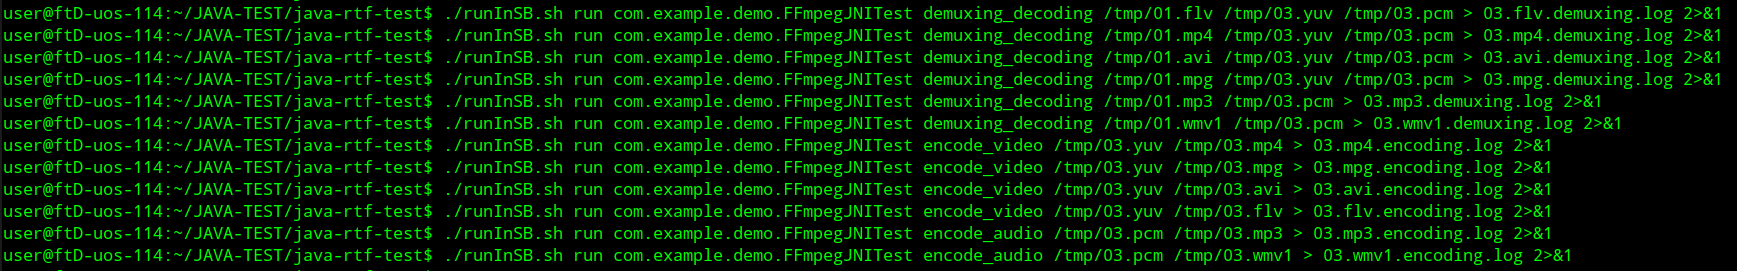 user@ftD-uos-114:~/JAVA-TEST/java-rtf-test$ ./runInSB.sh run com.example.demo.FFmpegJNITest demuxing_decoding /tmp/01.flv /tmp/03.yuv /tmp/03.pcm > 03.flv.demuxing.log 2>&1
user@ftD-uos-114:~/JAVA-TEST/java-rtf-test$ ./runInSB.sh run com.example.demo.FFmpegJNITest demuxing_decoding /tmp/01.mp4 /tmp/03.yuv /tmp/03.pcm > 03.mp4.demuxing.log 2>&1
user@ftD-uos-114:~/JAVA-TEST/java-rtf-test$ ./runInSB.sh run com.example.demo.FFmpegJNITest demuxing_decoding /tmp/01.avi /tmp/03.yuv /tmp/03.pcm > 03.avi.demuxing.log 2>&1
user@ftD-uos-114:~/JAVA-TEST/java-rtf-test$ ./runInSB.sh run com.example.demo.FFmpegJNITest demuxing_decoding /tmp/01.mpg /tmp/03.yuv /tmp/03.pcm > 03.mpg.demuxing.log 2>&1
user@ftD-uos-114:~/JAVA-TEST/java-rtf-test$ ./runInSB.sh run com.example.demo.FFmpegJNITest demuxing_decoding /tmp/01.mp3 /tmp/03.pcm > 03.mp3.demuxing.log 2>&1
user@ftD-uos-114:~/JAVA-TEST/java-rtf-test$ ./runInSB.sh run com.example.demo.FFmpegJNITest demuxing_decoding /tmp/01.wmv1 /tmp/03.pcm > 03.wmv1.demuxing.log 2>&1
user@ftD-uos-114:~/JAVA-TEST/java-rtf-test$ ./runInSB.sh run com.example.demo.FFmpegJNITest encode_video /tmp/03.yuv /tmp/03.mp4 > 03.mp4.encoding.log 2>&1
user@ftD-uos-114:~/JAVA-TEST/java-rtf-test$ ./runInSB.sh run com.example.demo.FFmpegJNITest encode_video /tmp/03.yuv /tmp/03.mpg > 03.mpg.encoding.log 2>&1
user@ftD-uos-114:~/JAVA-TEST/java-rtf-test$ ./runInSB.sh run com.example.demo.FFmpegJNITest encode_video /tmp/03.yuv /tmp/03.avi > 03.avi.encoding.log 2>&1
user@ftD-uos-114:~/JAVA-TEST/java-rtf-test$ ./runInSB.sh run com.example.demo.FFmpegJNITest encode_video /tmp/03.yuv /tmp/03.flv > 03.flv.encoding.log 2>&1
user@ftD-uos-114:~/JAVA-TEST/java-rtf-test$ ./runInSB.sh run com.example.demo.FFmpegJNITest encode_audio /tmp/03.pcm /tmp/03.mp3 > 03.mp3.encoding.log 2>&1
user@ftD-uos-114:~/JAVA-TEST/java-rtf-test$ ./runInSB.sh run com.example.demo.FFmpegJNITest encode_audio /tmp/03.pcm /tmp/03.wmv1 > 03.wmv1.encoding.log 2>&1